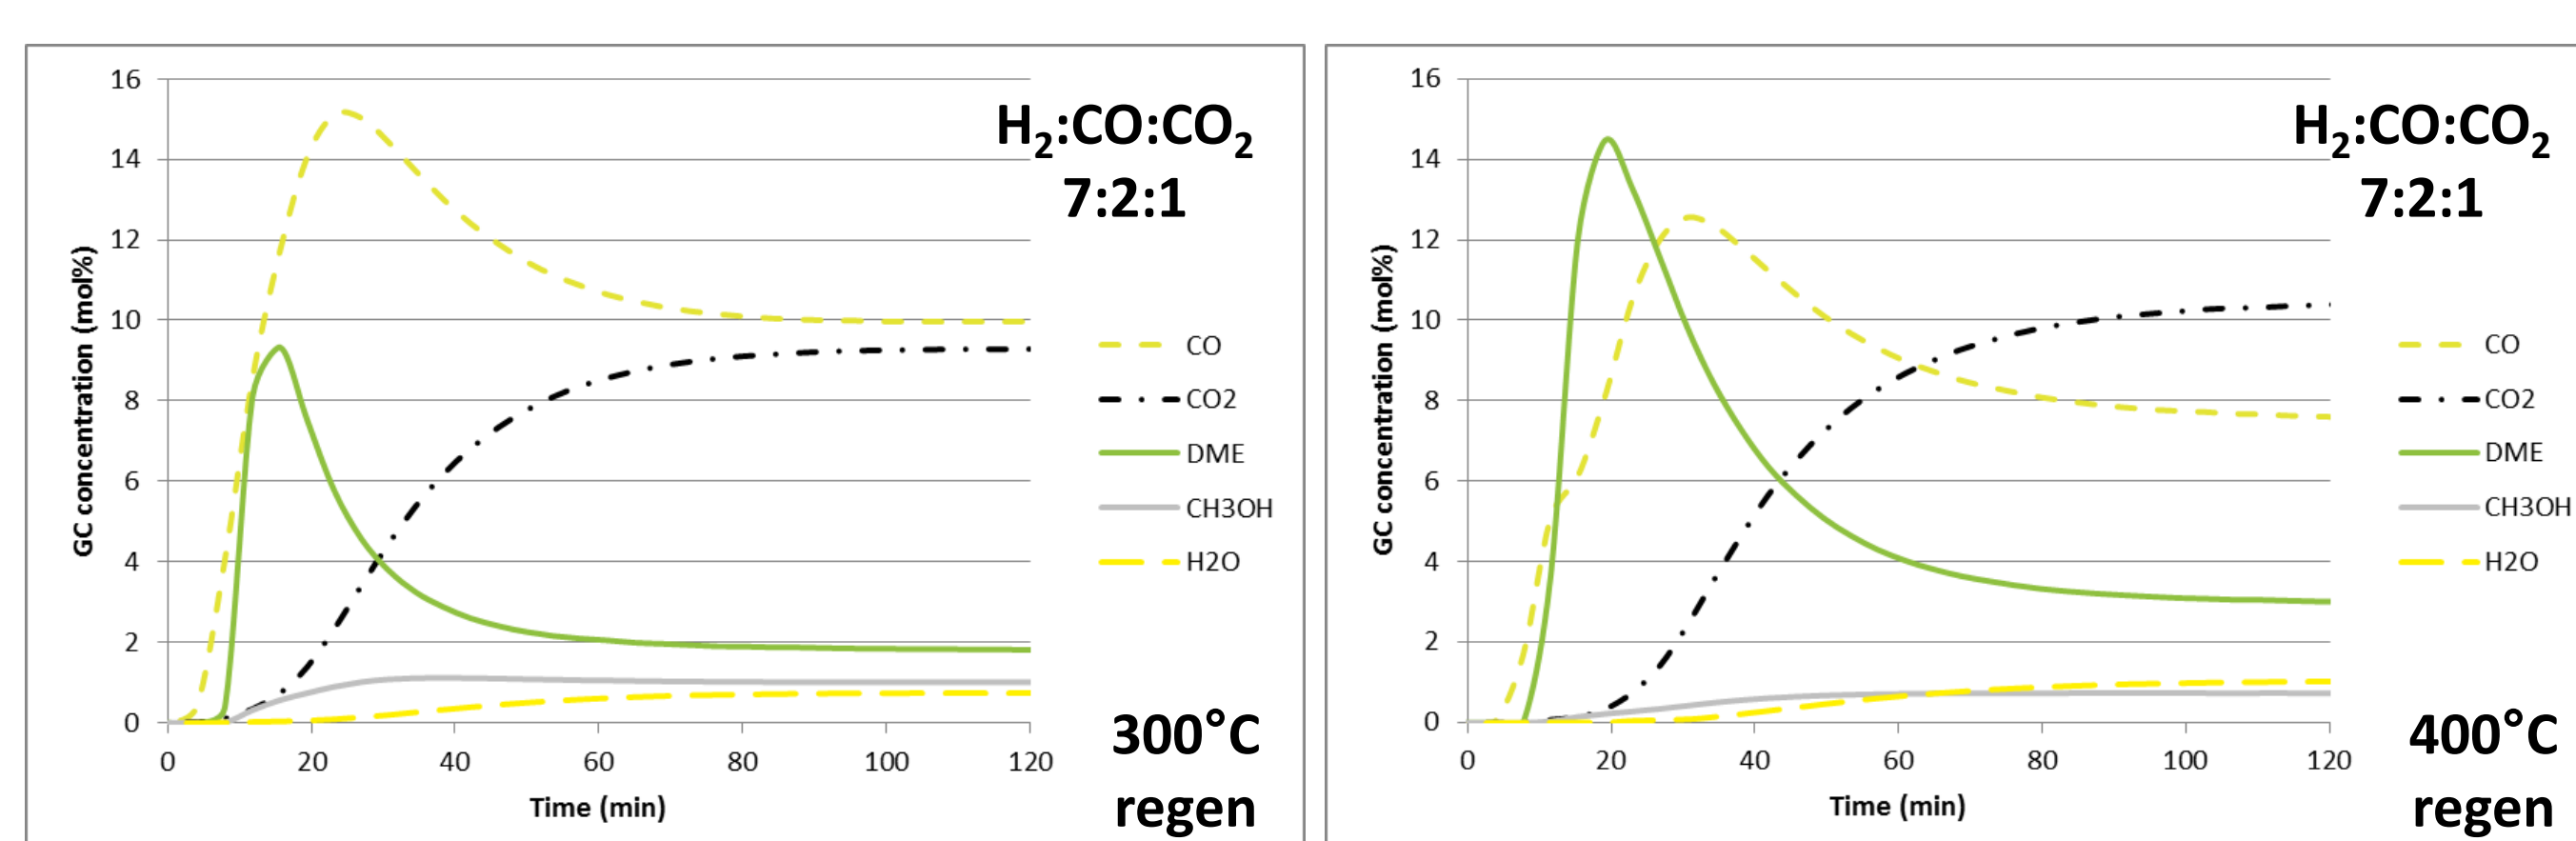 GC concentration (mol%)
16
14
12
10
8
6
4
2
0
0 20 40 60 80 100 120
Time (min)
H₂:CO:CO₂
7:2:1
CO
CO2
DME
CH3OH
H2O
300°C
regen
GC concentration (mol%)
16
14
12
10
8
6
4
2
0
0 20 40 60 80 100 120
Time (min)
H₂:CO:CO₂
7:2:1
CO
CO2
DME
CH3OH
H2O
400°C
regen